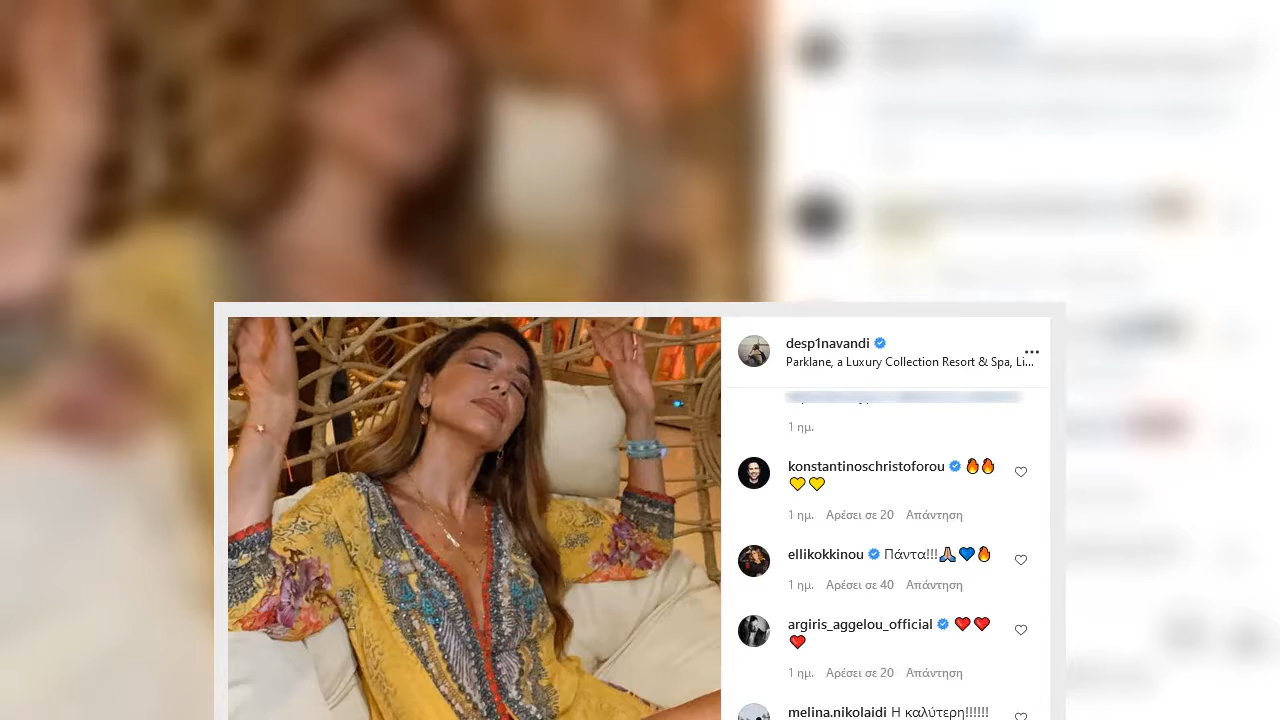 desp1navandi
Parklane, a Luxury Collection Resort & Spa, Li...
1 ημ.
konstantinoschristoforou
1 ημ. Αρέσει σε 20 Απάντηση
ellikokkinou Πάντα!!!
1 ημ. Αρέσει σε 40 Απάντηση
argiris_aggelou_official
1 ημ. Αρέσει σε 20 Απάντηση
melina.nikolaidi Η καλύτερη!!!!!!